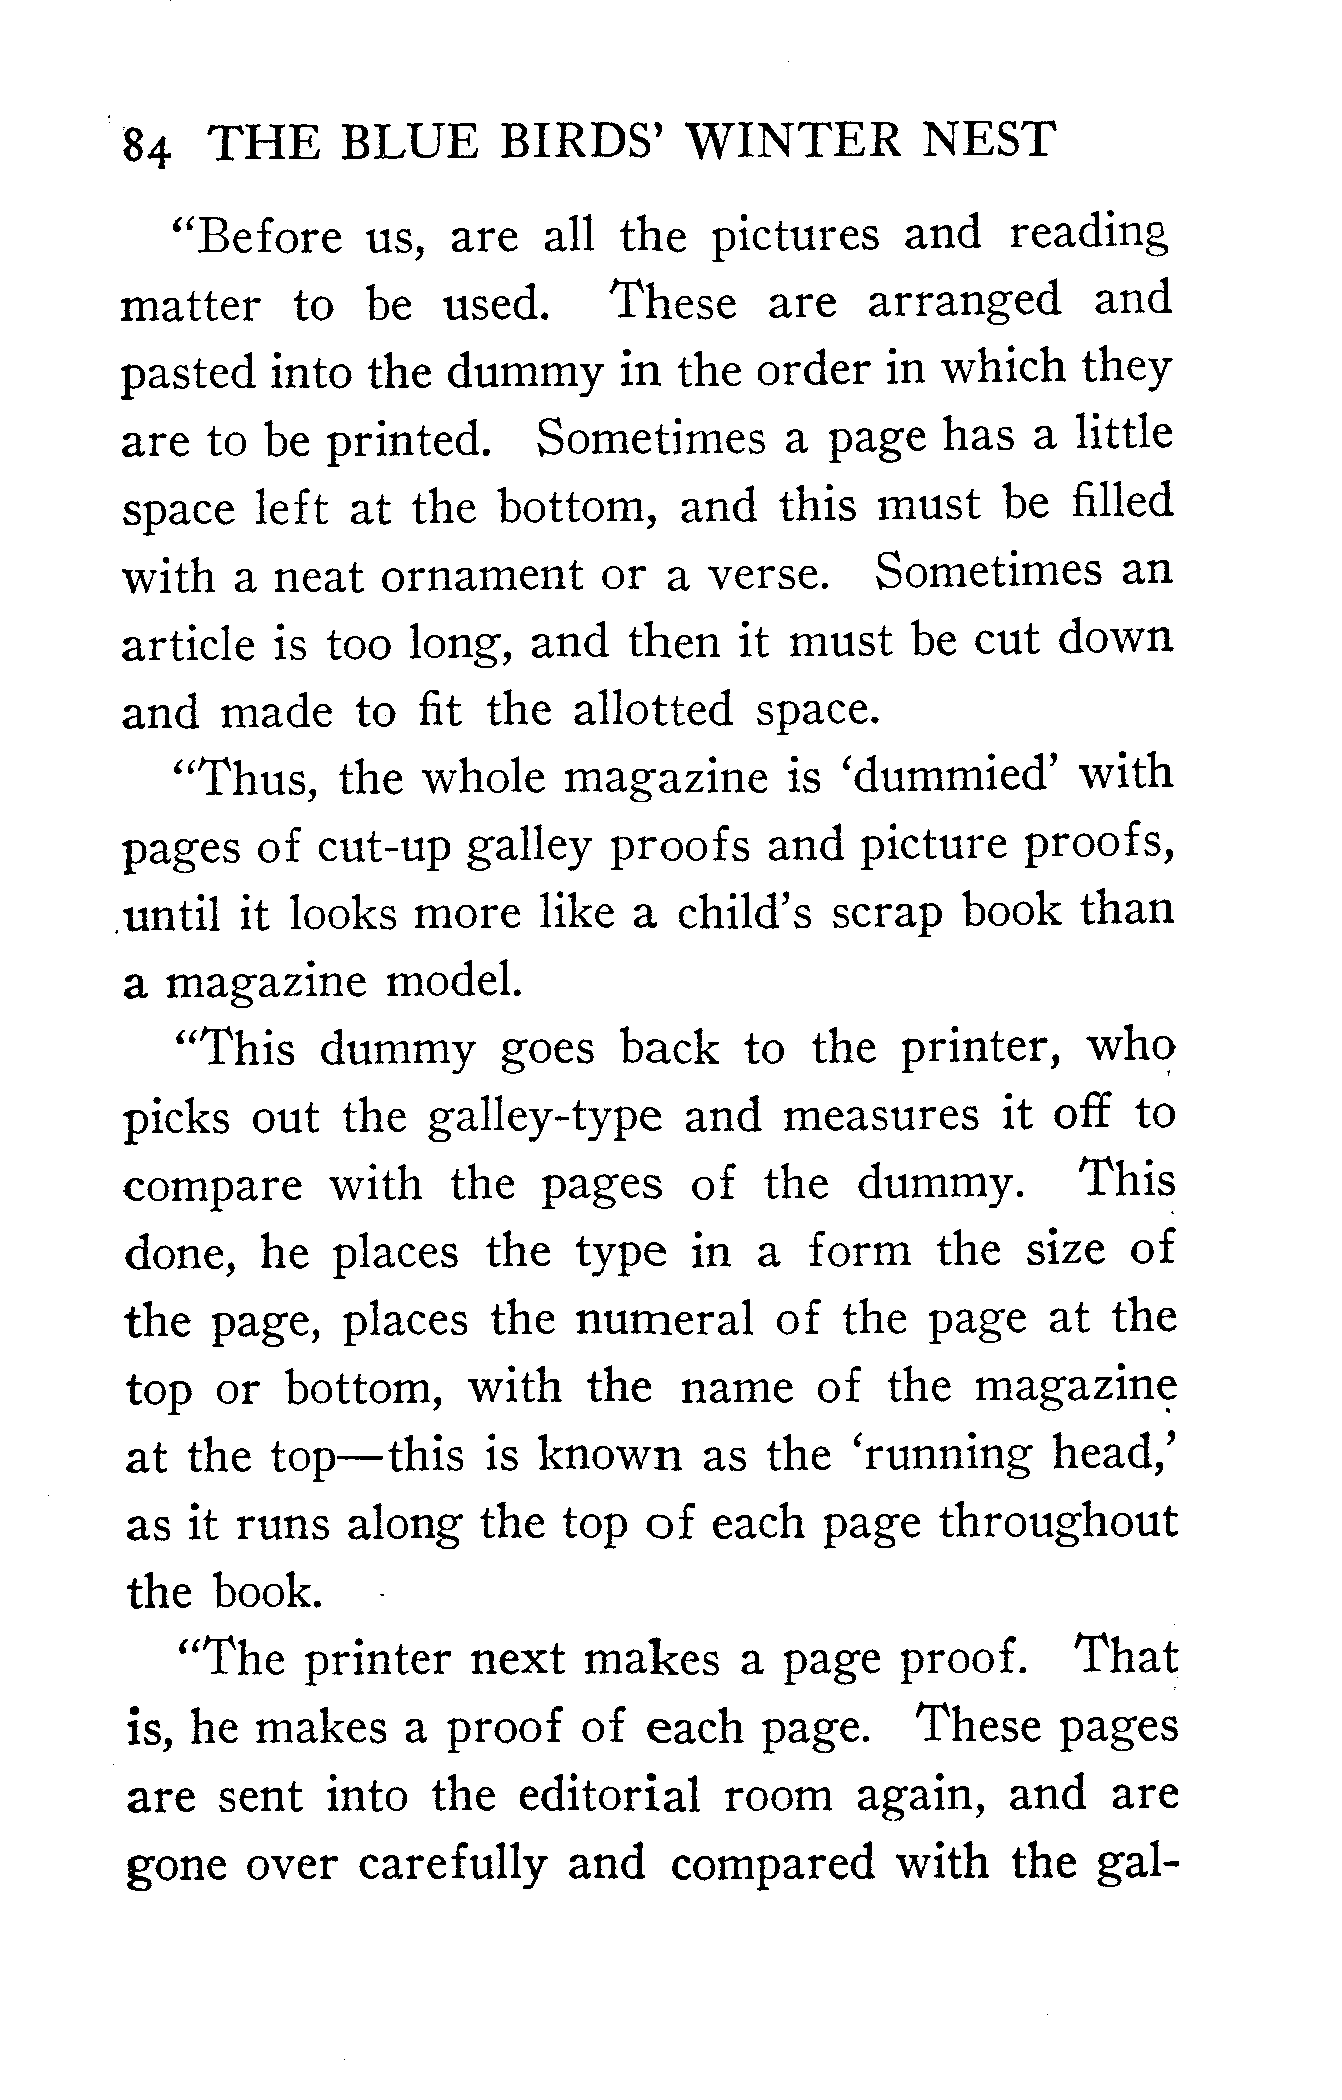 84 THE BLUE BIRDS' WINTER NEST
"Before us, are all the pictures and reading
matter to be used. These are arranged and
pasted into the dummy in the order in which they
are to be printed. Sometimes a page has a little
space left at the bottom, and this must be filled
with a neat ornament or a verse. Sometimes an
article is too long, and then it must be cut down
and made to fit the allotted space.
"Thus, the whole magazine is 'dummied' with
pages of cut-up galley proofs and picture proofs,
until it looks more like a child's scrap book than
a magazine model.
"This dummy goes back to the printer, who
picks out the galley-type and measures it off to
compare with the pages of the dummy. This
done, he places the type in a form the size of
the page, places the numeral of the page at the
top or bottom, with the name of the magazine
at the top—this is known as the 'running head,'
as it runs along the top of each page throughout
the book.
"The printer next makes a page proof. That
is, he makes a proof of each page. These pages
are sent into the editorial room again, and are
gone over carefully and compared with the gal-